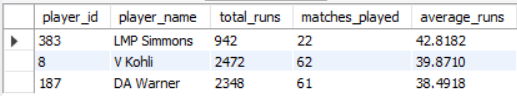 player_id player_name total_runs matches_played average_runs
383 LMP Simmons 942 22 42.8182
8 V Kohli 2472 62 39.8710
187 DA Warner 2348 61 38.4918